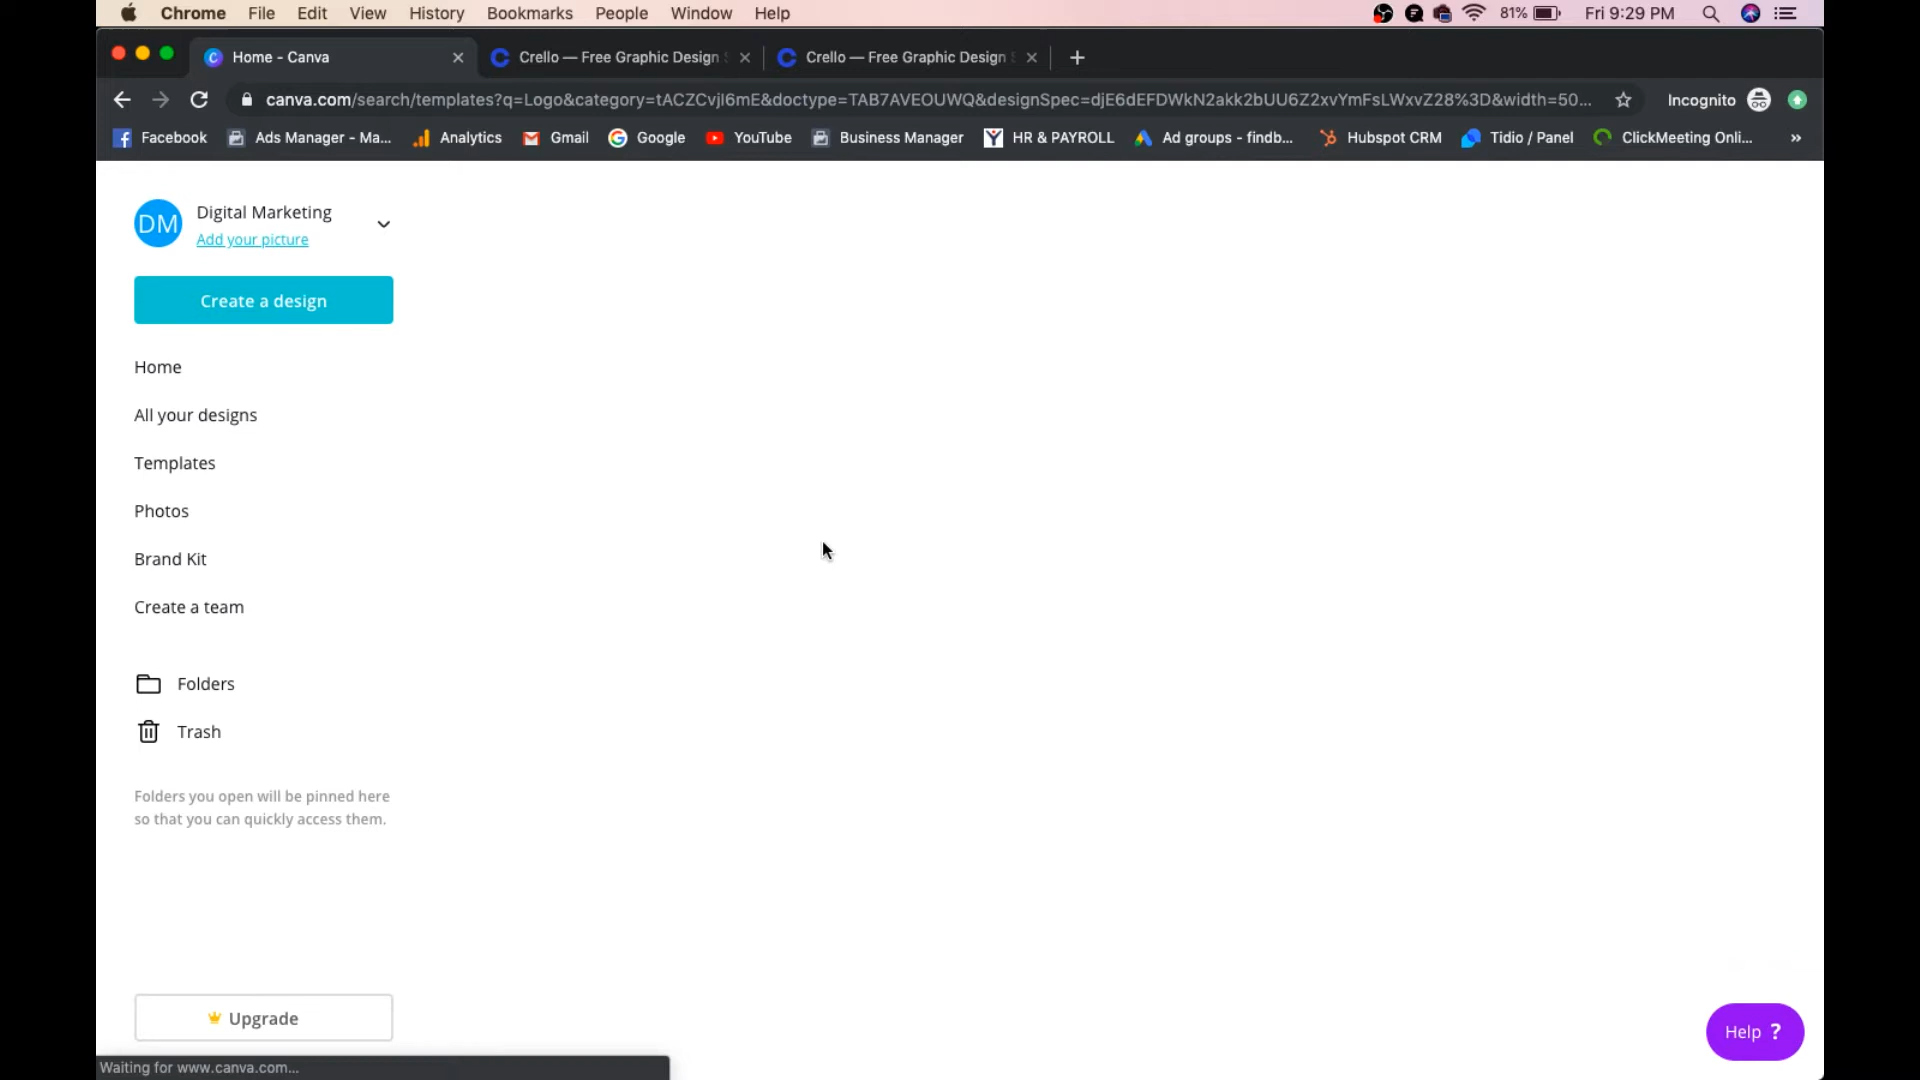 Chrome File Edit View History Bookmarks People Window Help 81% Fri 9:29 PM
Home - Canva Crello — Free Graphic Design Crello — Free Graphic Design
canva.com/search/templates?q=Logo&category=tACZCvjI6mE&doctype=TAB7AVEOUWQ&designSpec=djE6dEFDWkN2akk2bUU6Z2xvYmFsLWxvZ28%3D&width=50... Incognito
Facebook Ads Manager - Ma... Analytics Gmail Google YouTube Business Manager HR & PAYROLL Ad groups - findb... Hubspot CRM Tidio / Panel ClickMeeting Onli... »
DM Digital Marketing
Add your picture
Create a design
Home
All your designs
Templates
Photos
Brand Kit
Create a team
Folders
Trash
Folders you open will be pinned here
so that you can quickly access them.
Upgrade
Help ?
Waiting for www.canva.com...